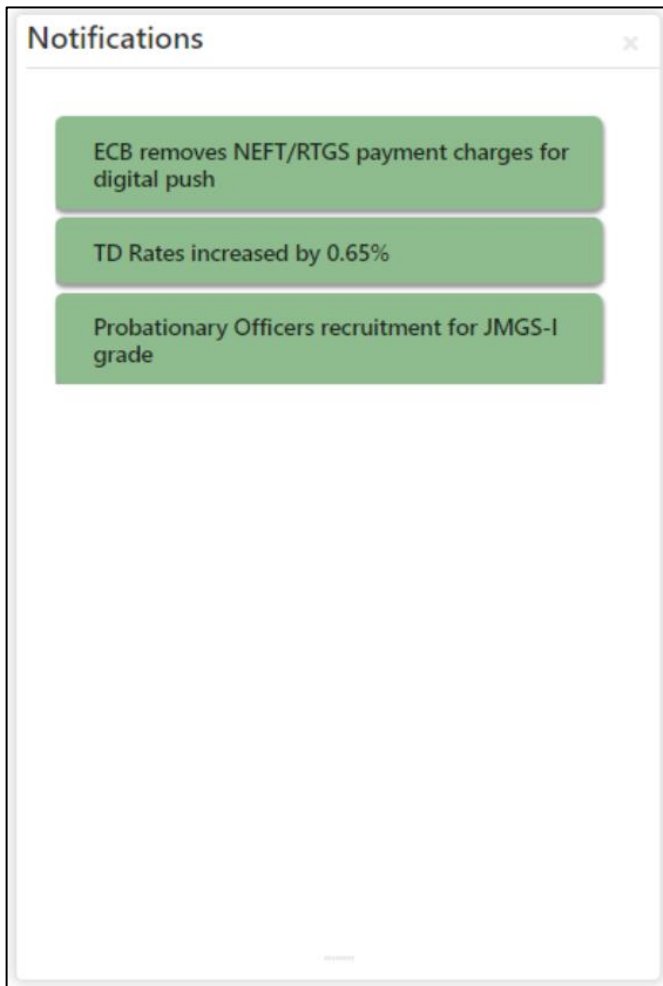 Notifications
×
ECB removes NEFT/RTGS payment charges for
digital push
TD Rates increased by 0.65%
Probationary Officers recruitment for JMGS-I
grade